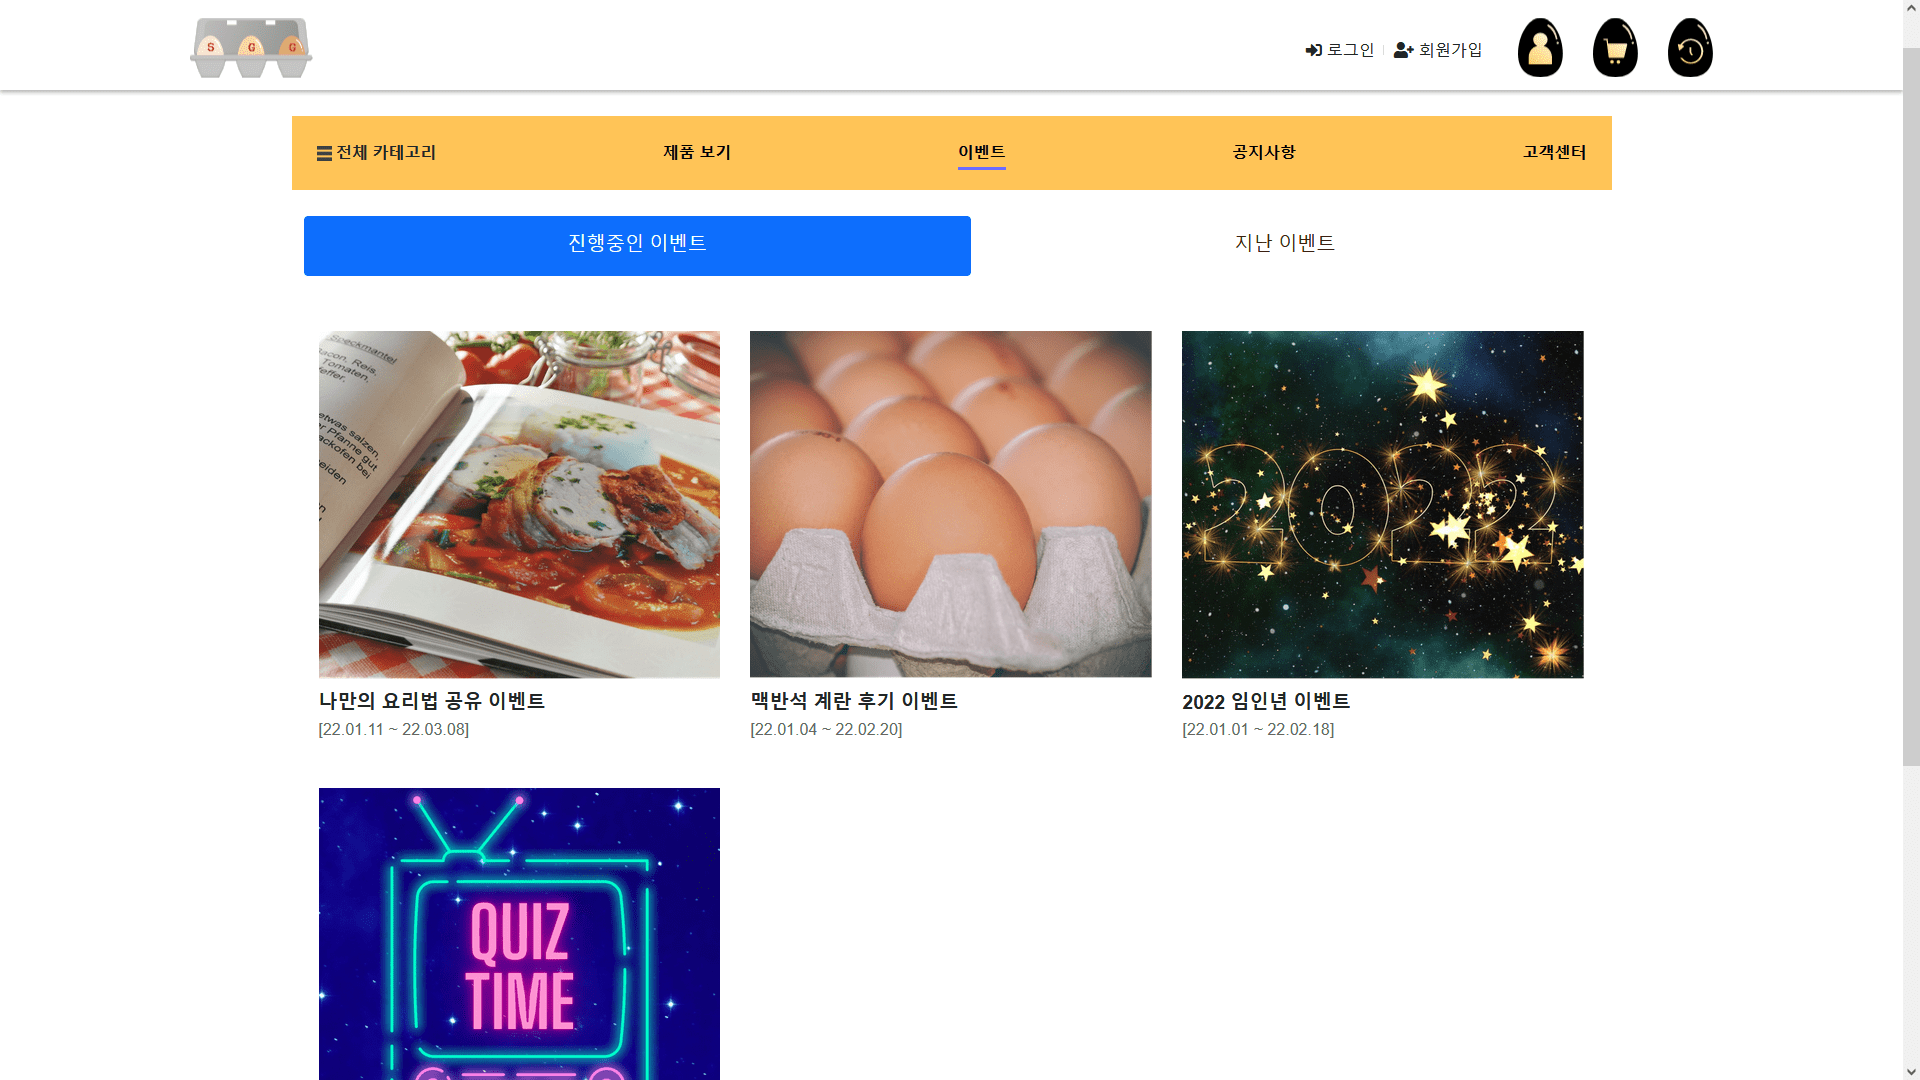 S G G
로그인
회원가입
전체 카테고리
제품 보기
이벤트
공지사항
고객센터
진행중인 이벤트
지난 이벤트
Speckmantel
Bacon, Reis,
Tomaten,
etwas salzen,
Pfanne gut
ackofen bei
eiden
2022
나만의 요리법 공유 이벤트
[22.01.11 ~ 22.03.08]
맥반석 계란 후기 이벤트
[22.01.04 ~ 22.02.20]
2022 임인년 이벤트
[22.01.01 ~ 22.02.18]
QUIZ
TIME